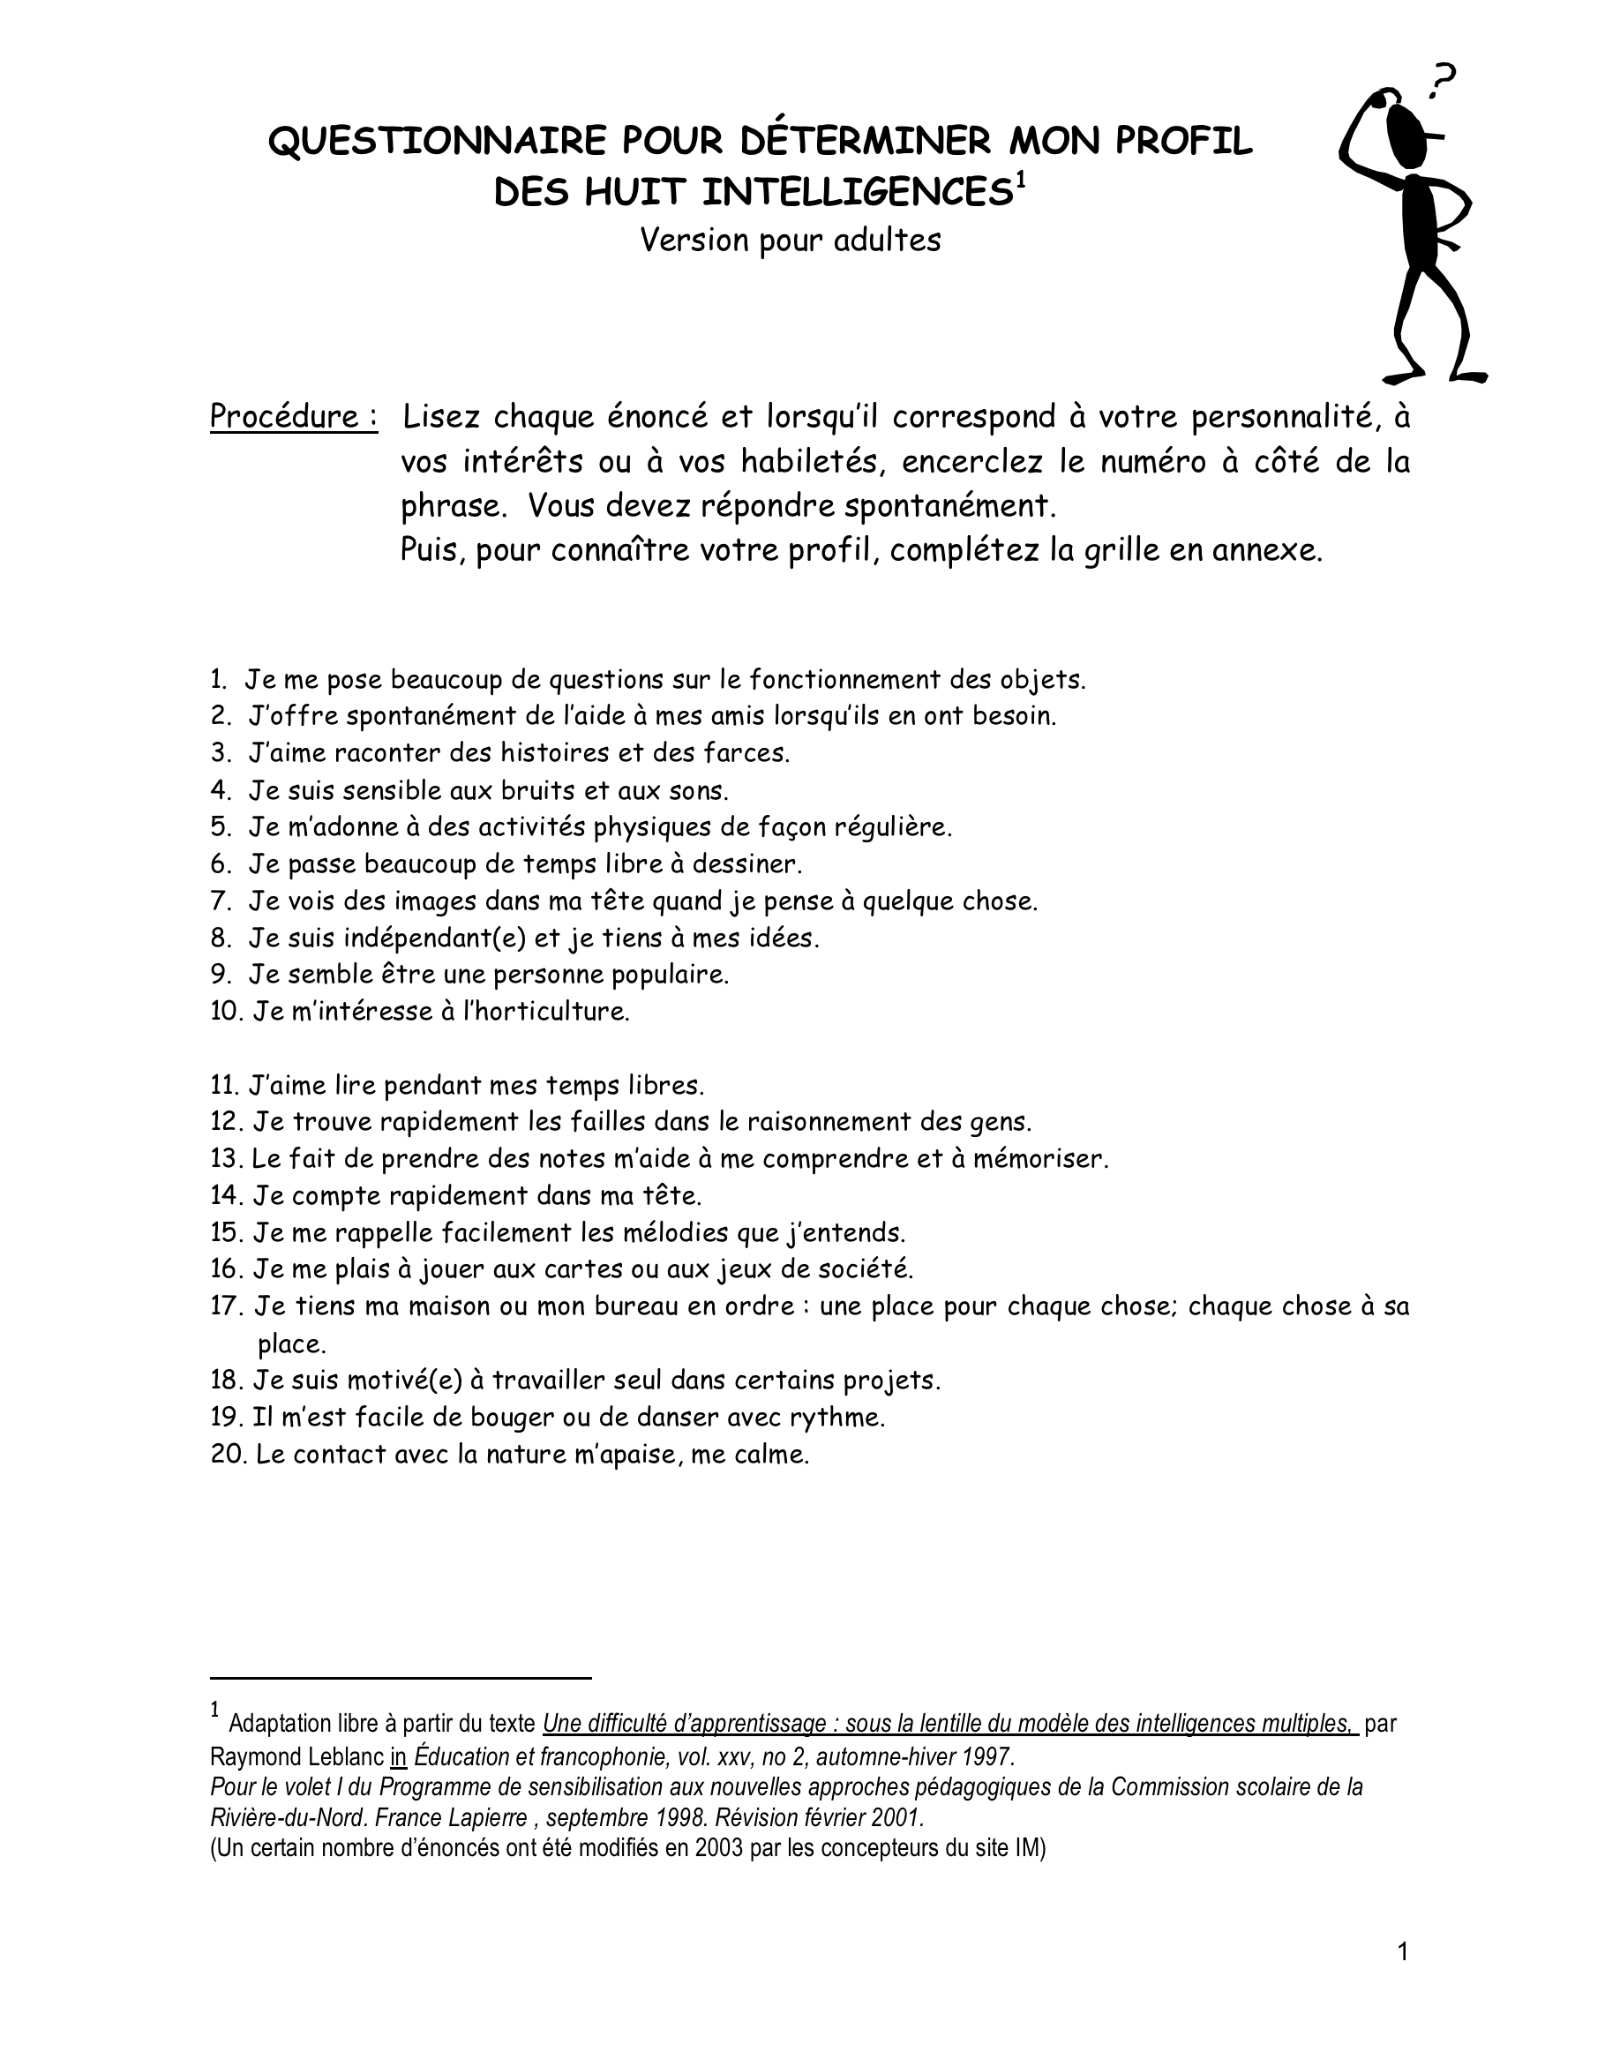 ?
QUESTIONNAIRE POUR DÉTERMINER MON PROFIL
DES HUIT INTELLIGENCES1
Version pour adultes
Procédure : Lisez chaque énoncé et lorsqu’il correspond à votre personnalité, à
vos intérêts ou à vos habiletés, encerclez le numéro à côté de la
phrase. Vous devez répondre spontanément.
Puis, pour connaître votre profil, complétez la grille en annexe.
1. Je me pose beaucoup de questions sur le fonctionnement des objets.
2. J’offre spontanément de l’aide à mes amis lorsqu’ils en ont besoin.
3. J’aime raconter des histoires et des farces.
4. Je suis sensible aux bruits et aux sons.
5. Je m’adonne à des activités physiques de façon régulière.
6. Je passe beaucoup de temps libre à dessiner.
7. Je vois des images dans ma tête quand je pense à quelque chose.
8. Je suis indépendant(e) et je tiens à mes idées.
9. Je semble être une personne populaire.
10. Je m’intéresse à l’horticulture.
11. J’aime lire pendant mes temps libres.
12. Je trouve rapidement les failles dans le raisonnement des gens.
13. Le fait de prendre des notes m’aide à me comprendre et à mémoriser.
14. Je compte rapidement dans ma tête.
15. Je me rappelle facilement les mélodies que j’entends.
16. Je me plais à jouer aux cartes ou aux jeux de société.
17. Je tiens ma maison ou mon bureau en ordre : une place pour chaque chose; chaque chose à sa
place.
18. Je suis motivé(e) à travailler seul dans certains projets.
19. Il m’est facile de bouger ou de danser avec rythme.
20. Le contact avec la nature m’apaise, me calme.
1 Adaptation libre à partir du texte Une difficulté d’apprentissage : sous la lentille du modèle des intelligences multiples, par
Raymond Leblanc in Éducation et francophonie, vol. xxv, no 2, automne-hiver 1997.
Pour le volet I du Programme de sensibilisation aux nouvelles approches pédagogiques de la Commission scolaire de la
Rivière-du-Nord. France Lapierre , septembre 1998. Révision février 2001.
(Un certain nombre d’énoncés ont été modifiés en 2003 par les concepteurs du site IM)
1